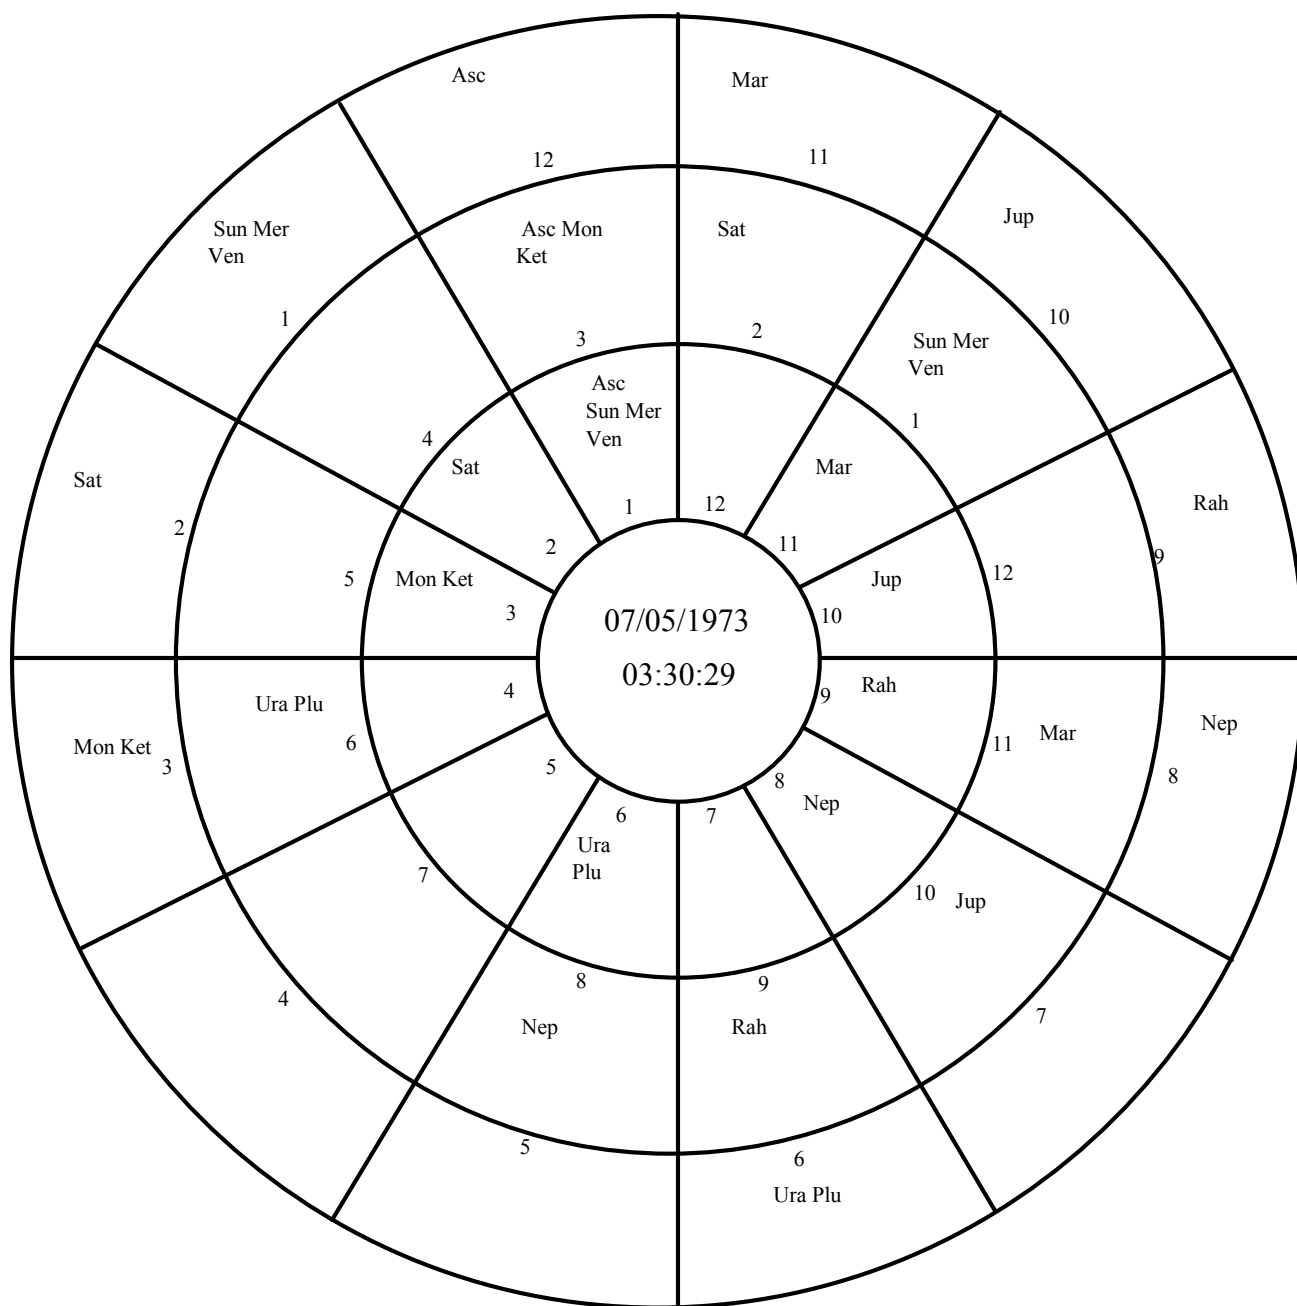 Asc
Mar
12
11
Jup
Sun Mer
Ven
Asc Mon
Ket
Sat
1
10
3
2
Sun Mer
Ven
Asc
Sun Mer
Ven
1
4
Sat
Mar
Sat
Rah
1
12
2
2
11
9
5
Mon Ket
3
Jup
12
10
07/05/1973
03:30:29
4
Rah
9
Ura Plu
6
11
Mar
Nep
Mon Ket
3
8
5
8
Nep
6
7
Ura
Plu
7
10
Jup
8
9
4
7
Nep
Rah
5
6
Ura Plu